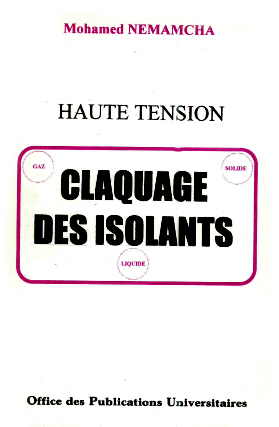 Mohamed NEMAMCHA
HAUTE TENSION
GAZ
SOLIDE
CLAQUAGE
DES ISOLANTS
LIQUIDE
Office des Publications Universitaires